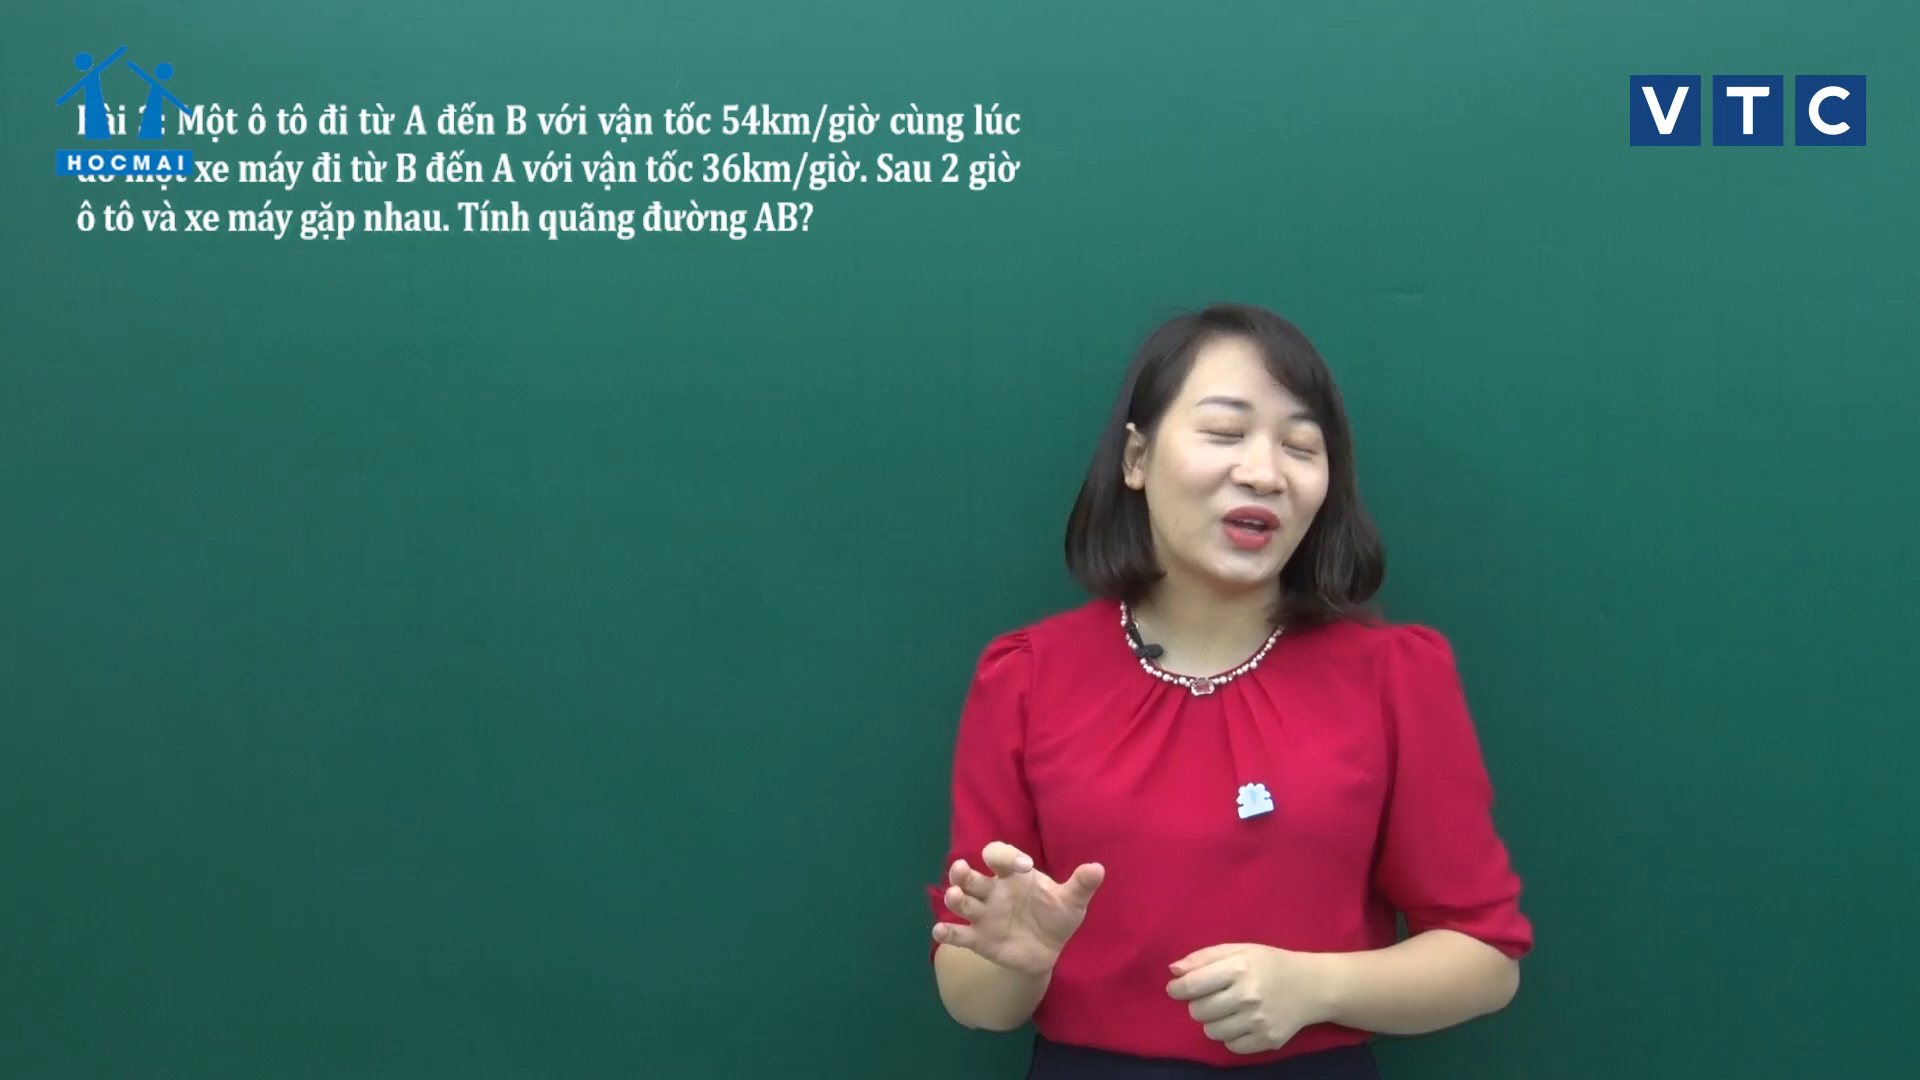 Một ô tô đi từ A đến B với vận tốc 54km/giờ cùng lúc
xe máy đi từ B đến A với vận tốc 36km/giờ. Sau 2 giờ
ô tô và xe máy gặp nhau. Tính quãng đường AB?
HOCMAI
VTC